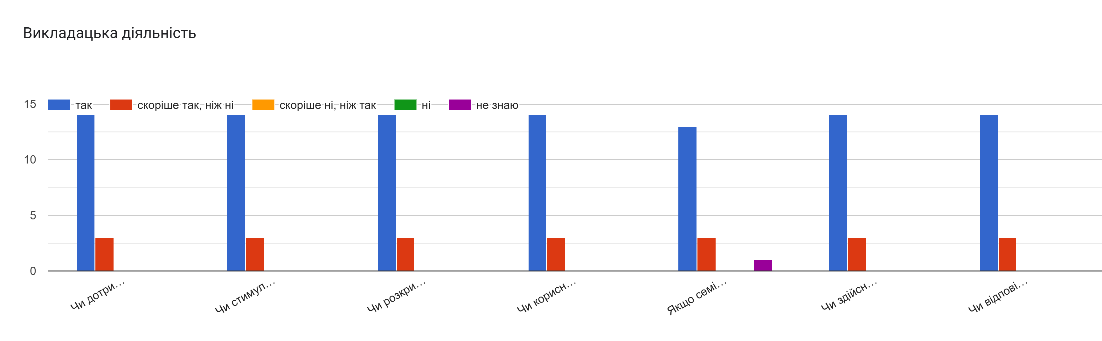 Викладацька діяльність
15
так
скоріше так, ніж ні
скоріше ні, ніж так
ні
не знаю
10
5
0
Чи дотри…
Чи стимул…
Чи розкри…
Чи корисн…
Якщо семі…
Чи здійсн…
Чи відпові…